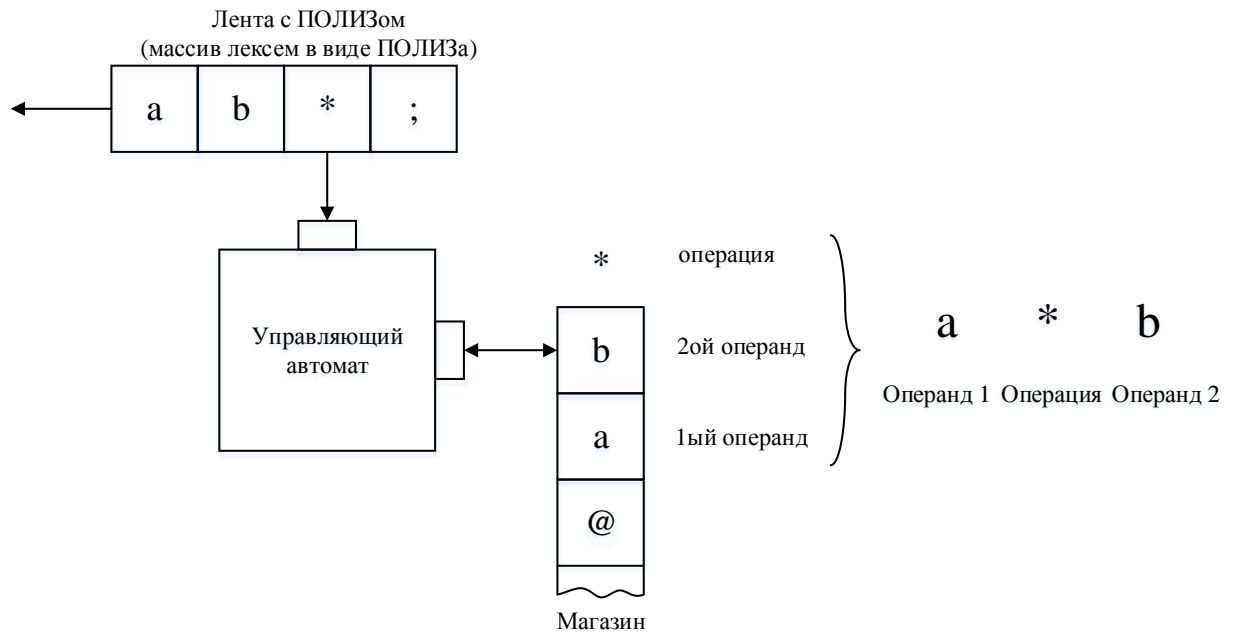 Лента с ПОЛИЗом
(массив лексем в виде ПОЛИЗа)
a b * ;
* операция
Управляющий
автомат
b 2ой операнд
a 1ый операнд
@
Магазин
a * b
Операнд 1 Операция Операнд 2